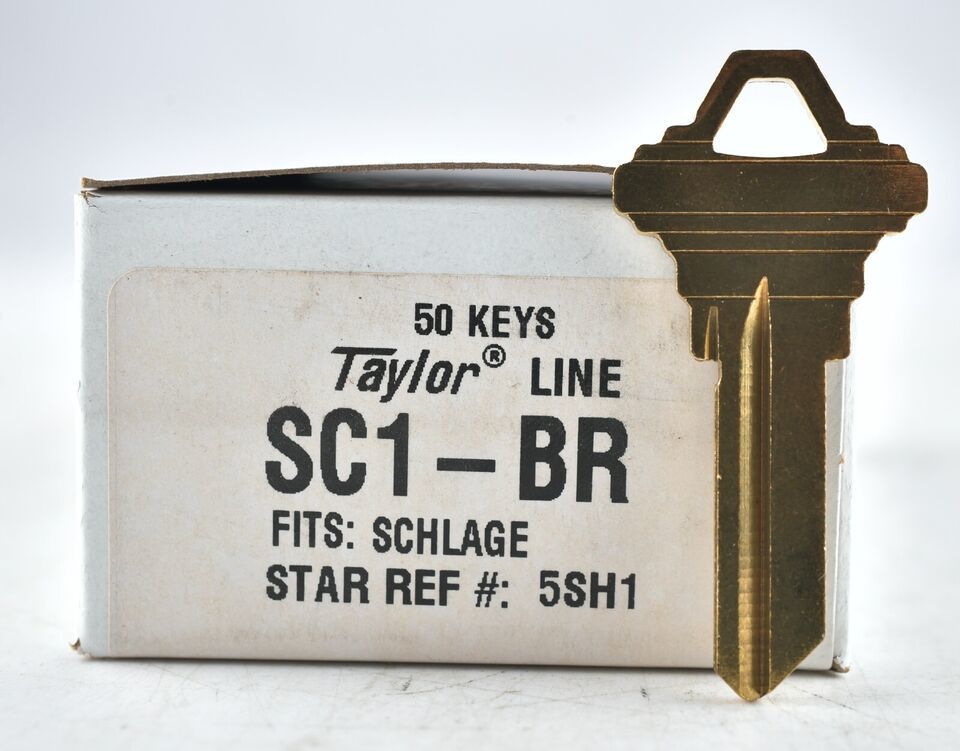 50 KEYS
Taylor® LINE
SC1-BR
FITS: SCHLAGE
STAR REF #: 5SH1